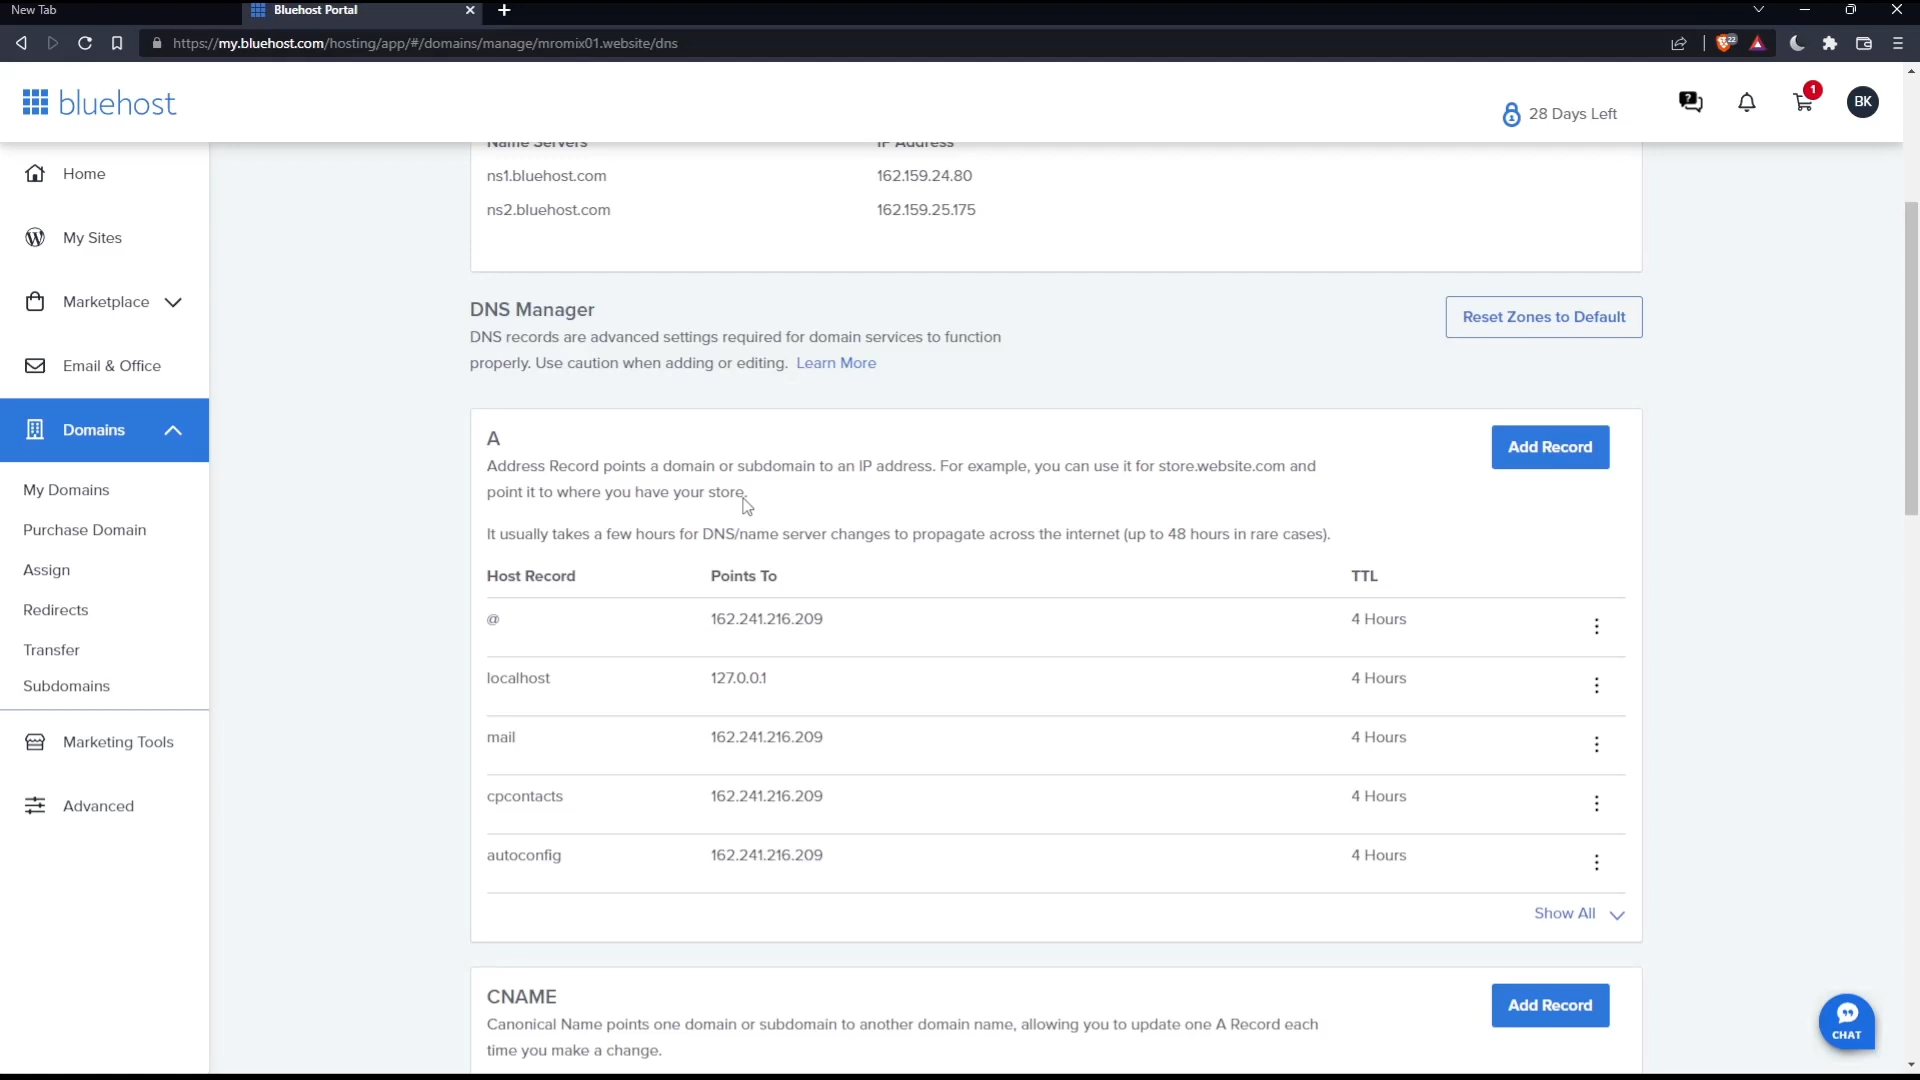 New Tab
Bluehost Portal
https://my.bluehost.com/hosting/app/#/domains/manage/mromix01.website/dns
22
bluehost
28 Days Left
1
BK
Home
My Sites
Marketplace
Email & Office
Domains
My Domains
Purchase Domain
Assign
Redirects
Transfer
Subdomains
Marketing Tools
Advanced
Name Servers IP Address
ns1.bluehost.com 162.159.24.80
ns2.bluehost.com 162.159.25.175
DNS Manager
Reset Zones to Default
DNS records are advanced settings required for domain services to function
properly. Use caution when adding or editing. Learn More
A
Add Record
Address Record points a domain or subdomain to an IP address. For example, you can use it for store.website.com and
point it to where you have your store.
It usually takes a few hours for DNS/name server changes to propagate across the internet (up to 48 hours in rare cases).
Host Record Points To TTL
@ 162.241.216.209 4 Hours
localhost 127.0.0.1 4 Hours
mail 162.241.216.209 4 Hours
cpcontacts 162.241.216.209 4 Hours
autoconfig 162.241.216.209 4 Hours
Show All
CNAME
Add Record
Canonical Name points one domain or subdomain to another domain name, allowing you to update one A Record each
time you make a change.
CHAT